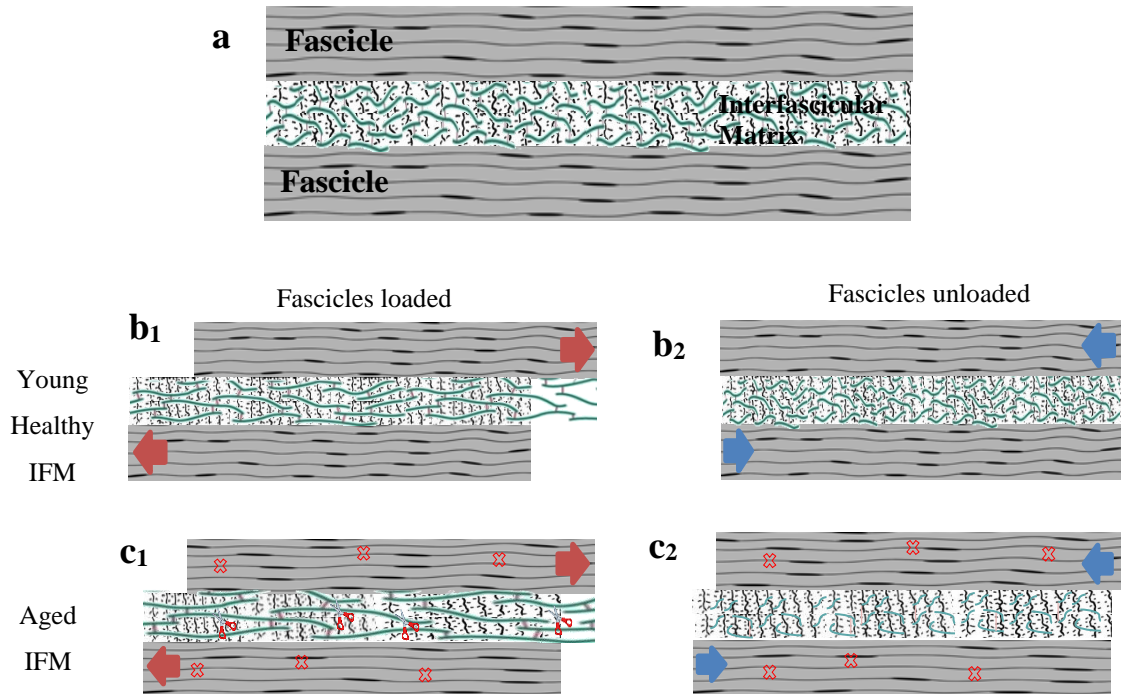 a
Fascicle
Interfascicular
Matrix
Fascicle
Fascicles loaded
Fascicles unloaded
b1
b2
Young
Healthy
IFM
c1
c2
Aged
IFM